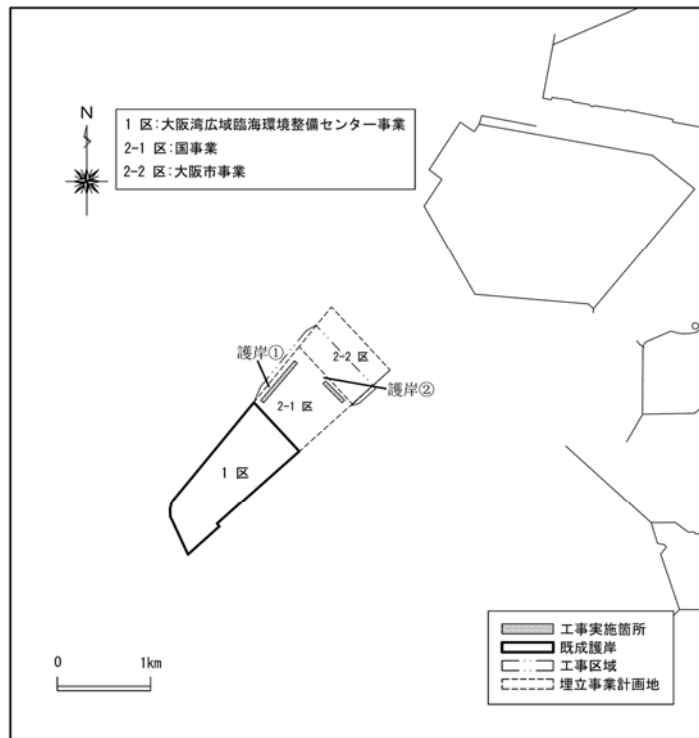 N
1 区:大阪湾広域臨海環境整備センター事業
2-1 区:国事業
2-2 区:大阪市事業
護岸①
2-2 区
護岸②
2-1 区
1 区
0 1km
工事実施箇所
既成護岸
工事区域
埋立事業計画地